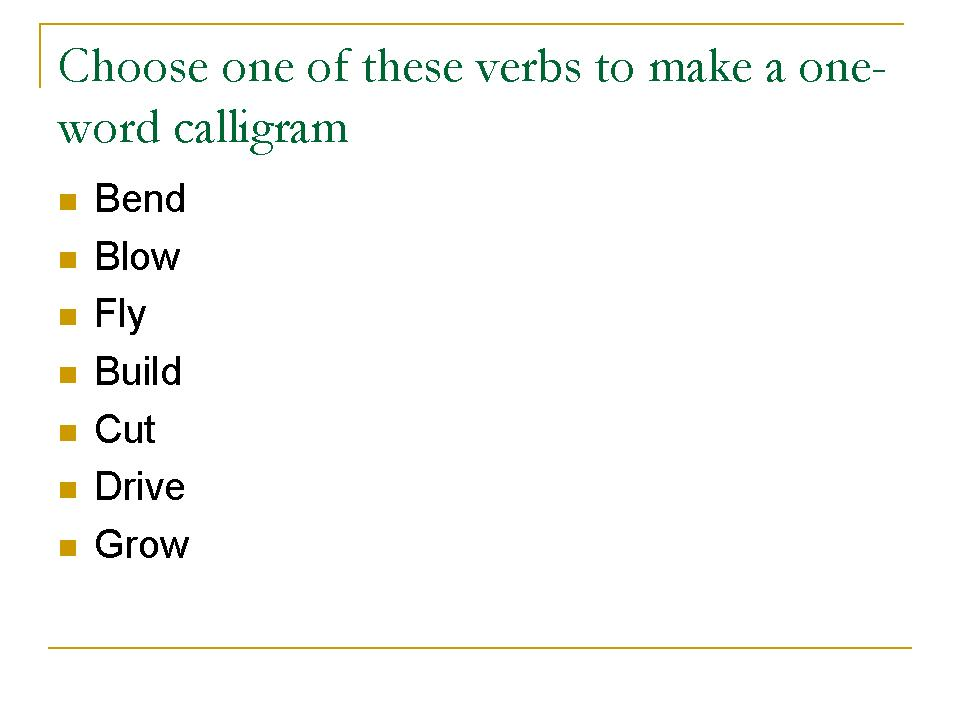 Choose one of these verbs to make a one-
word calligram
Bend
Blow
Fly
Build
Cut
Drive
Grow